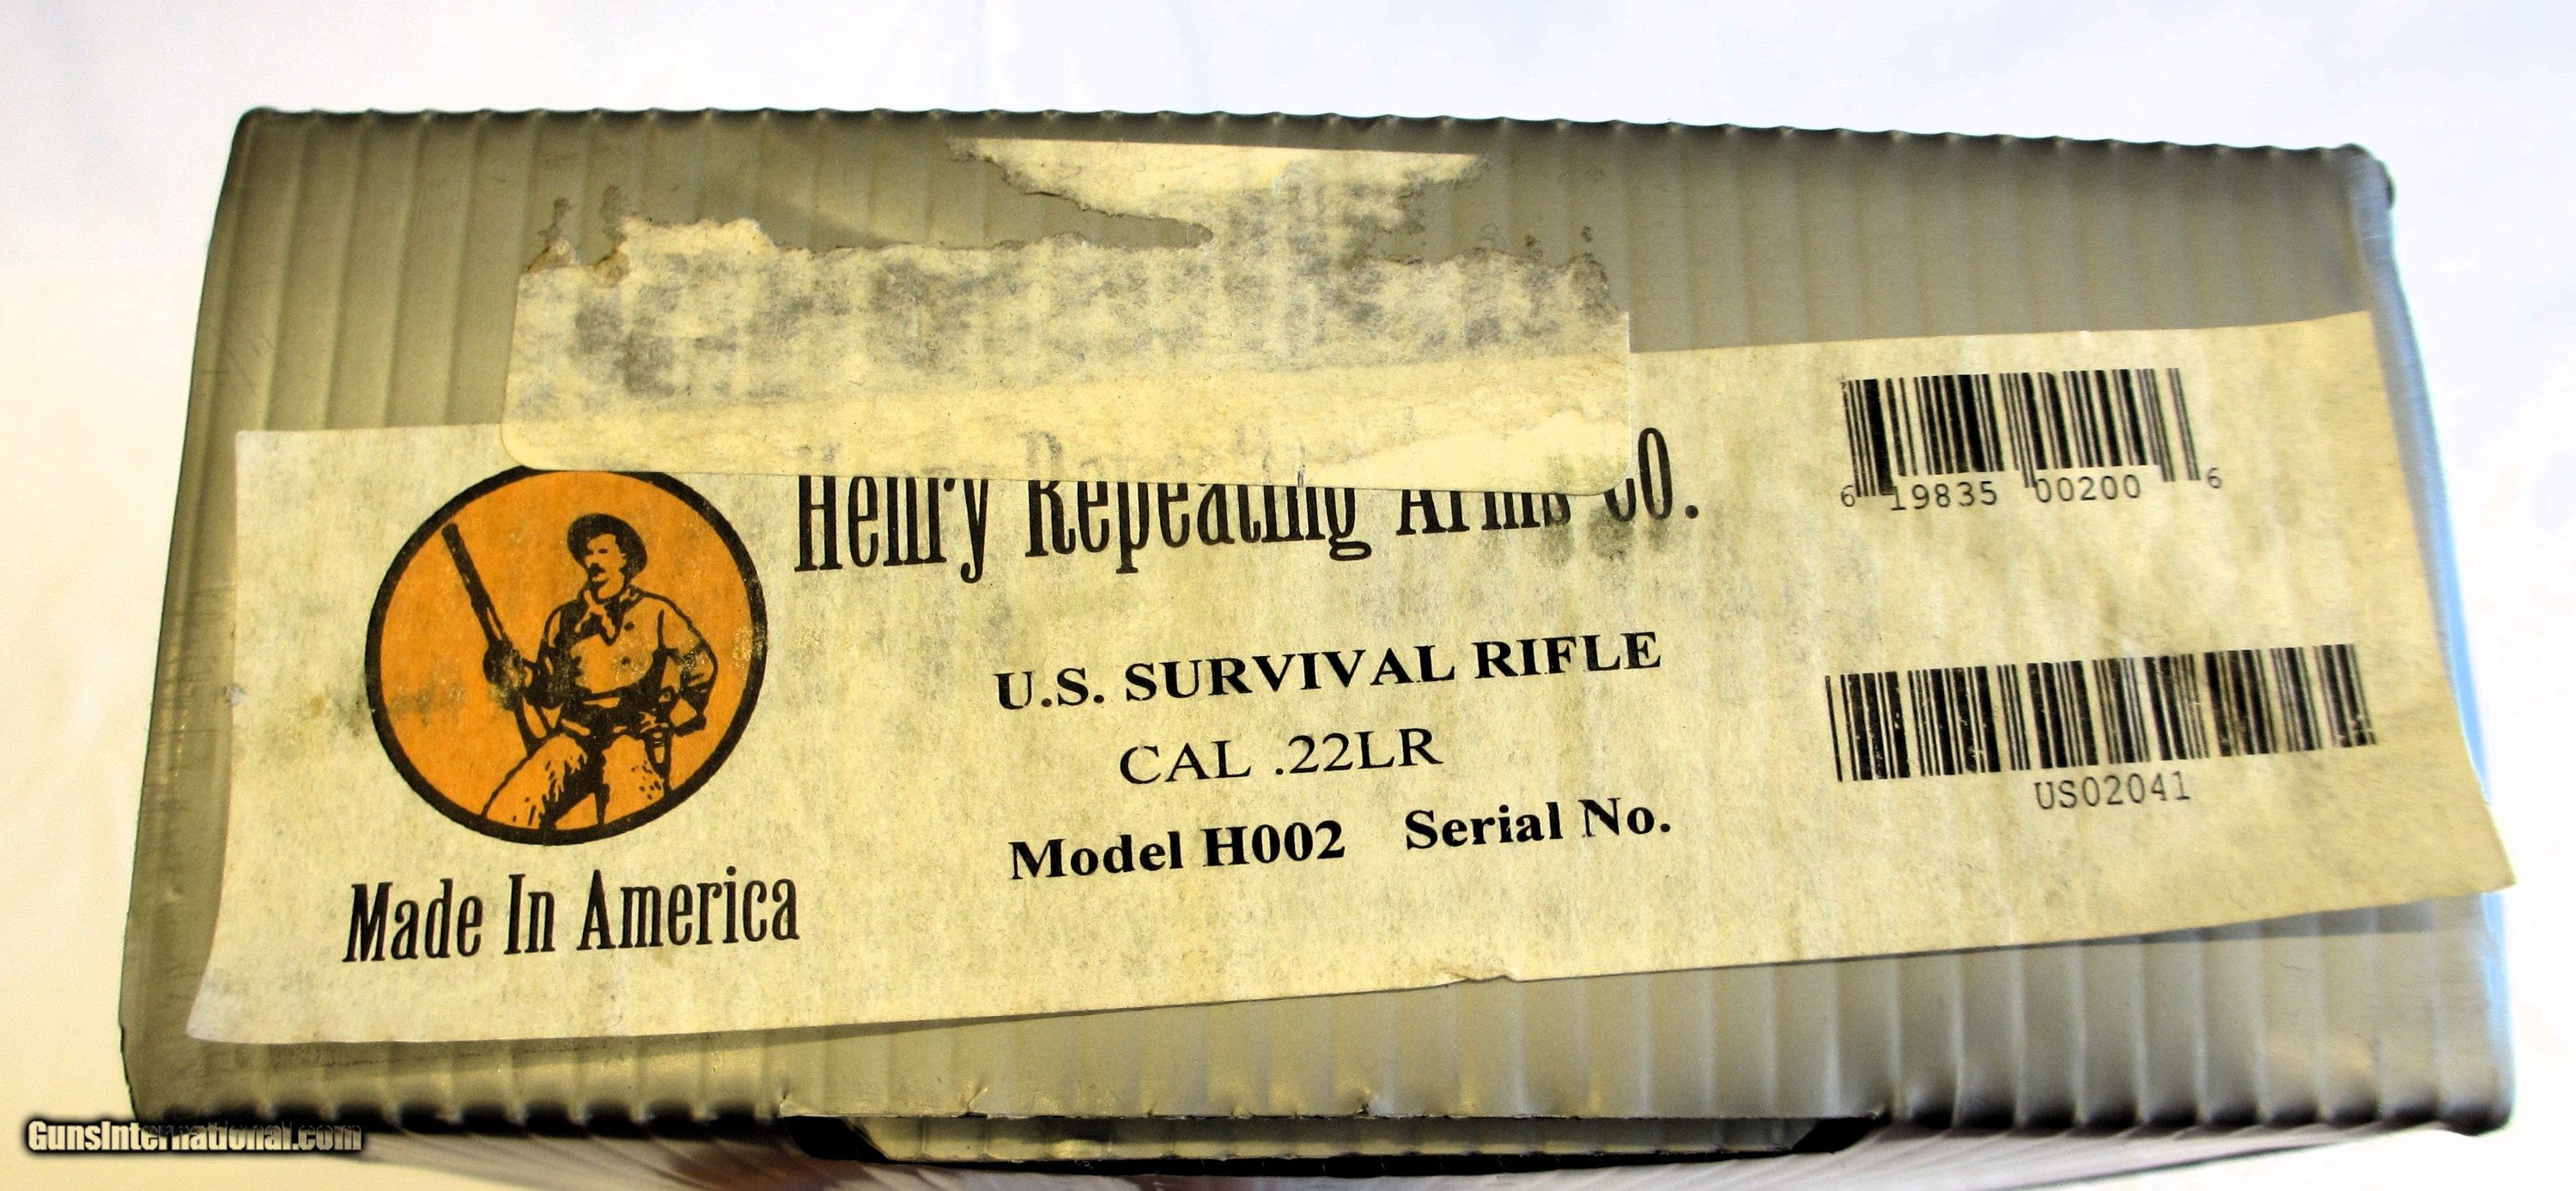 Henry Repeating Arms Co.
6 19835 00200 6
U.S. SURVIVAL RIFLE
CAL .22LR
Model H002 Serial No.
US02041
Made In America
GunsInternational.com